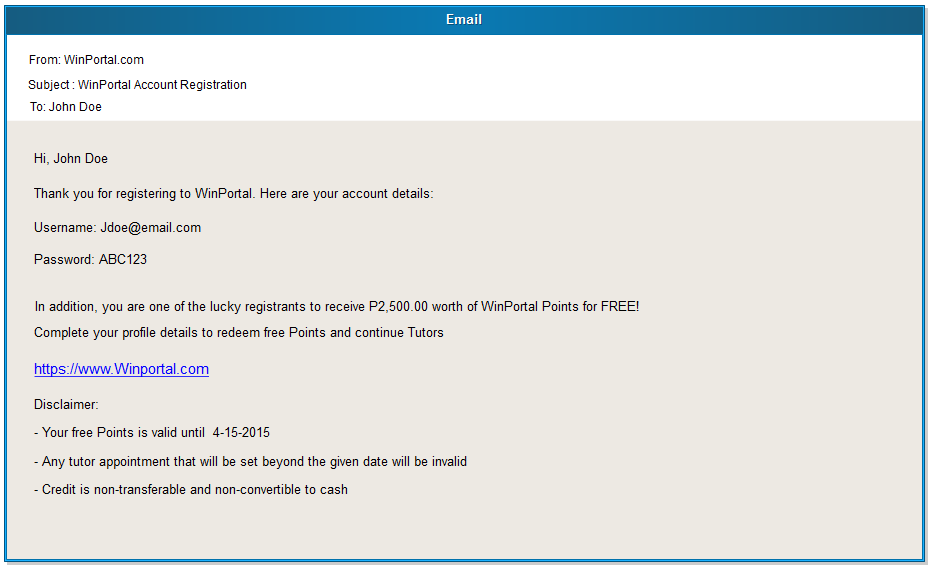 Email
From: WinPortal.com
Subject : WinPortal Account Registration
To: John Doe
Hi, John Doe
Thank you for registering to WinPortal. Here are your account details:
Username: Jdoe@email.com
Password: ABC123
In addition, you are one of the lucky registrants to receive P2,500.00 worth of WinPortal Points for FREE!
Complete your profile details to redeem free Points and continue Tutors
https://www.Winportal.com
Disclaimer:
- Your free Points is valid until  4-15-2015
- Any tutor appointment that will be set beyond the given date will be invalid
- Credit is non-transferable and non-convertible to cash